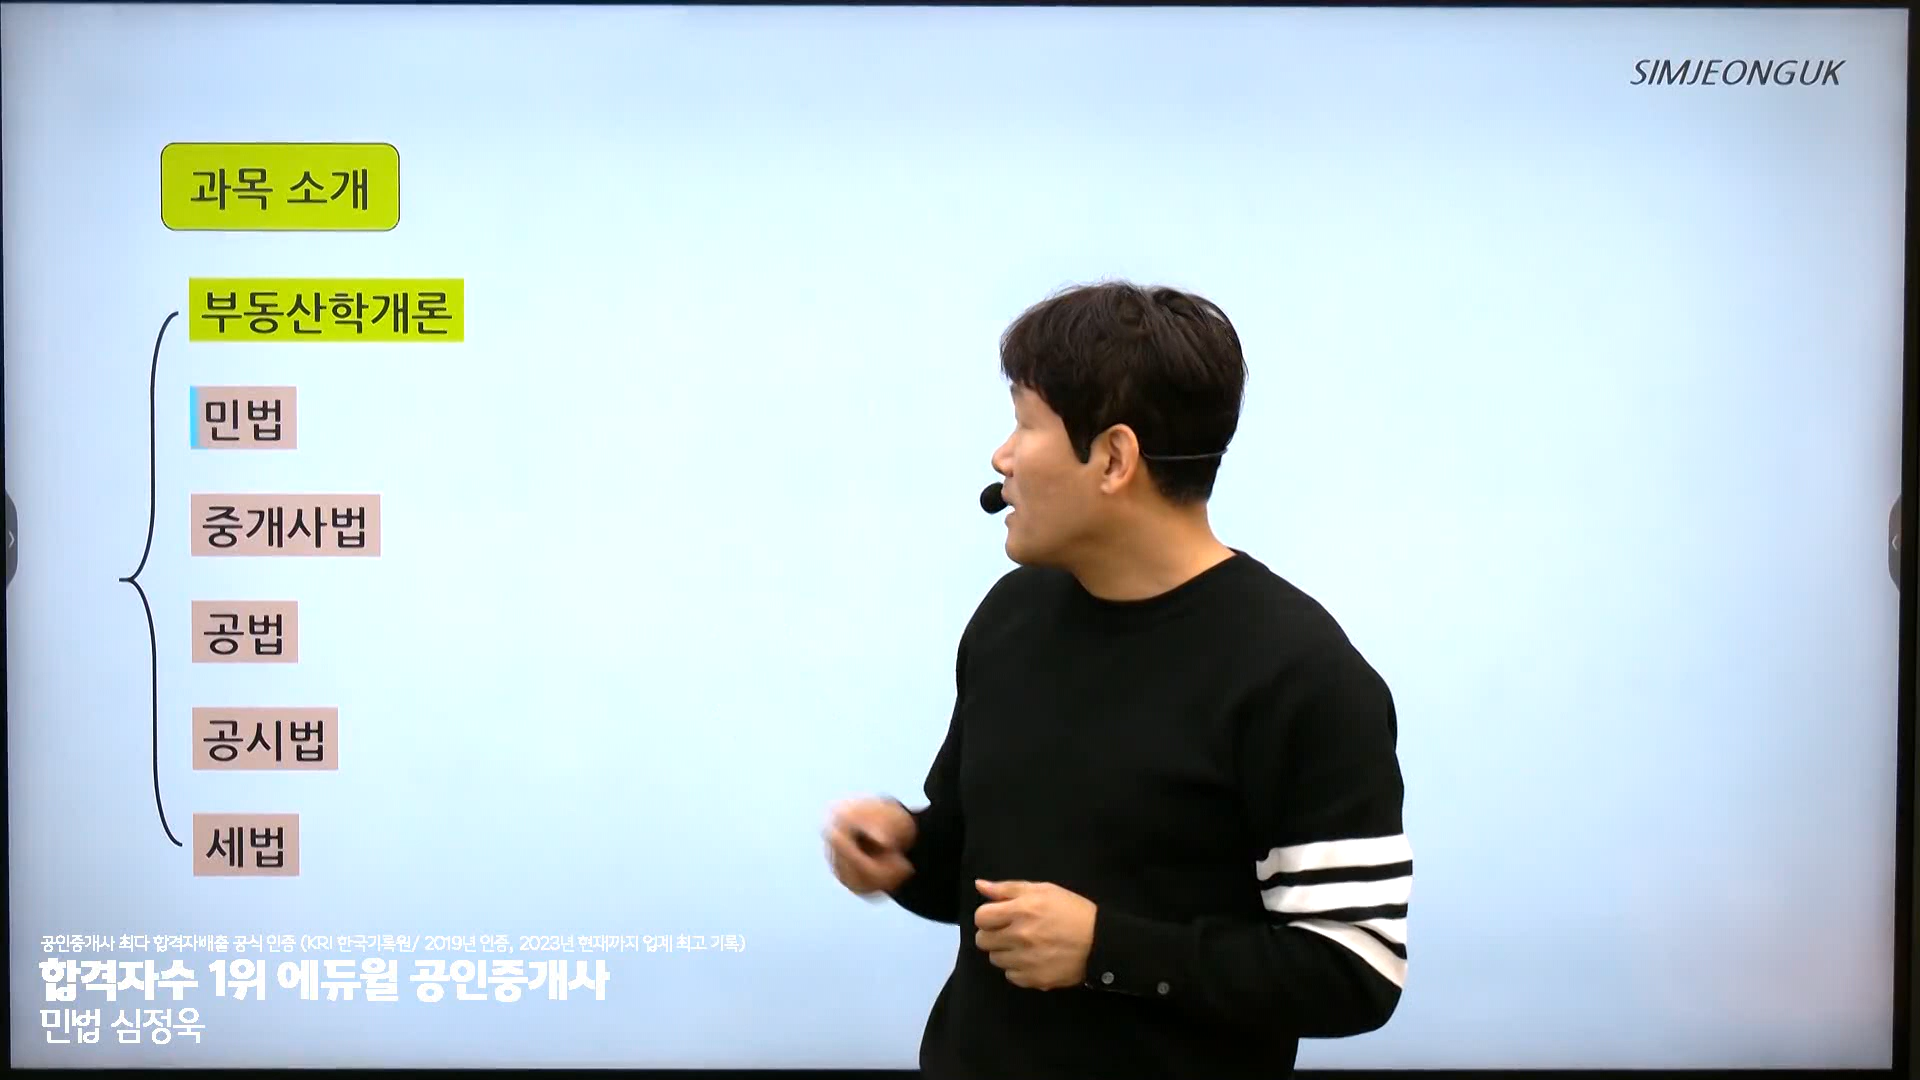 SIMJEONGUK
과목 소개
부동산학개론
민법
중개사법
공법
공시법
세법
공인중개사 최다 합격자배출 공식 인증 (KRI 한국기록원/ 2019년 인증, 2023년 현재까지 업계 최고 기록)
합격자수 1위 에듀윌 공인중개사
민법 심정욱